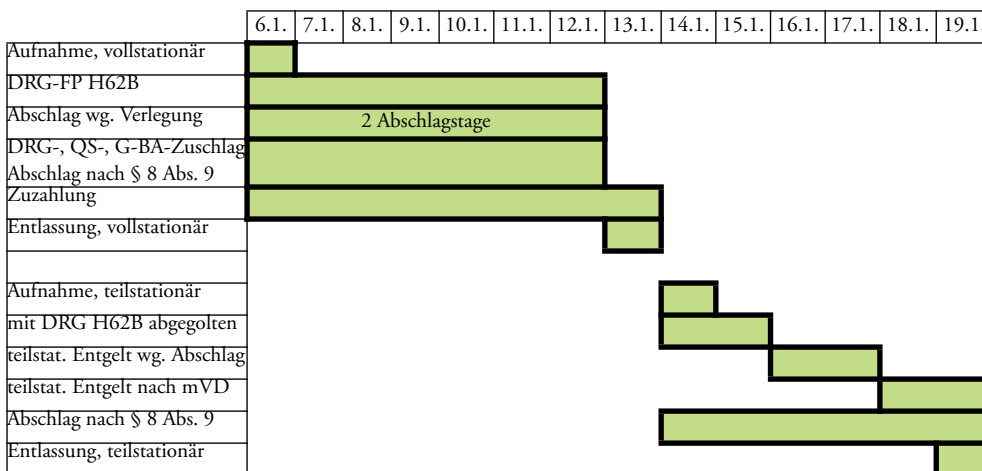 6.1. 7.1. 8.1. 9.1. 10.1. 11.1. 12.1. 13.1. 14.1. 15.1. 16.1. 17.1. 18.1. 19.1.
Aufnahme, vollstationär
DRG-FP H62B
Abschlag wg. Verlegung 2 Abschlagstage
DRG-, QS-, G-BA-Zuschlag
Abschlag nach § 8 Abs. 9
Zuzahlung
Entlassung, vollstationär
Aufnahme, teilstationär
mit DRG H62B abgegolten
teilstat. Entgelt wg. Abschlag
teilstat. Entgelt nach mVD
Abschlag nach § 8 Abs. 9
Entlassung, teilstationär